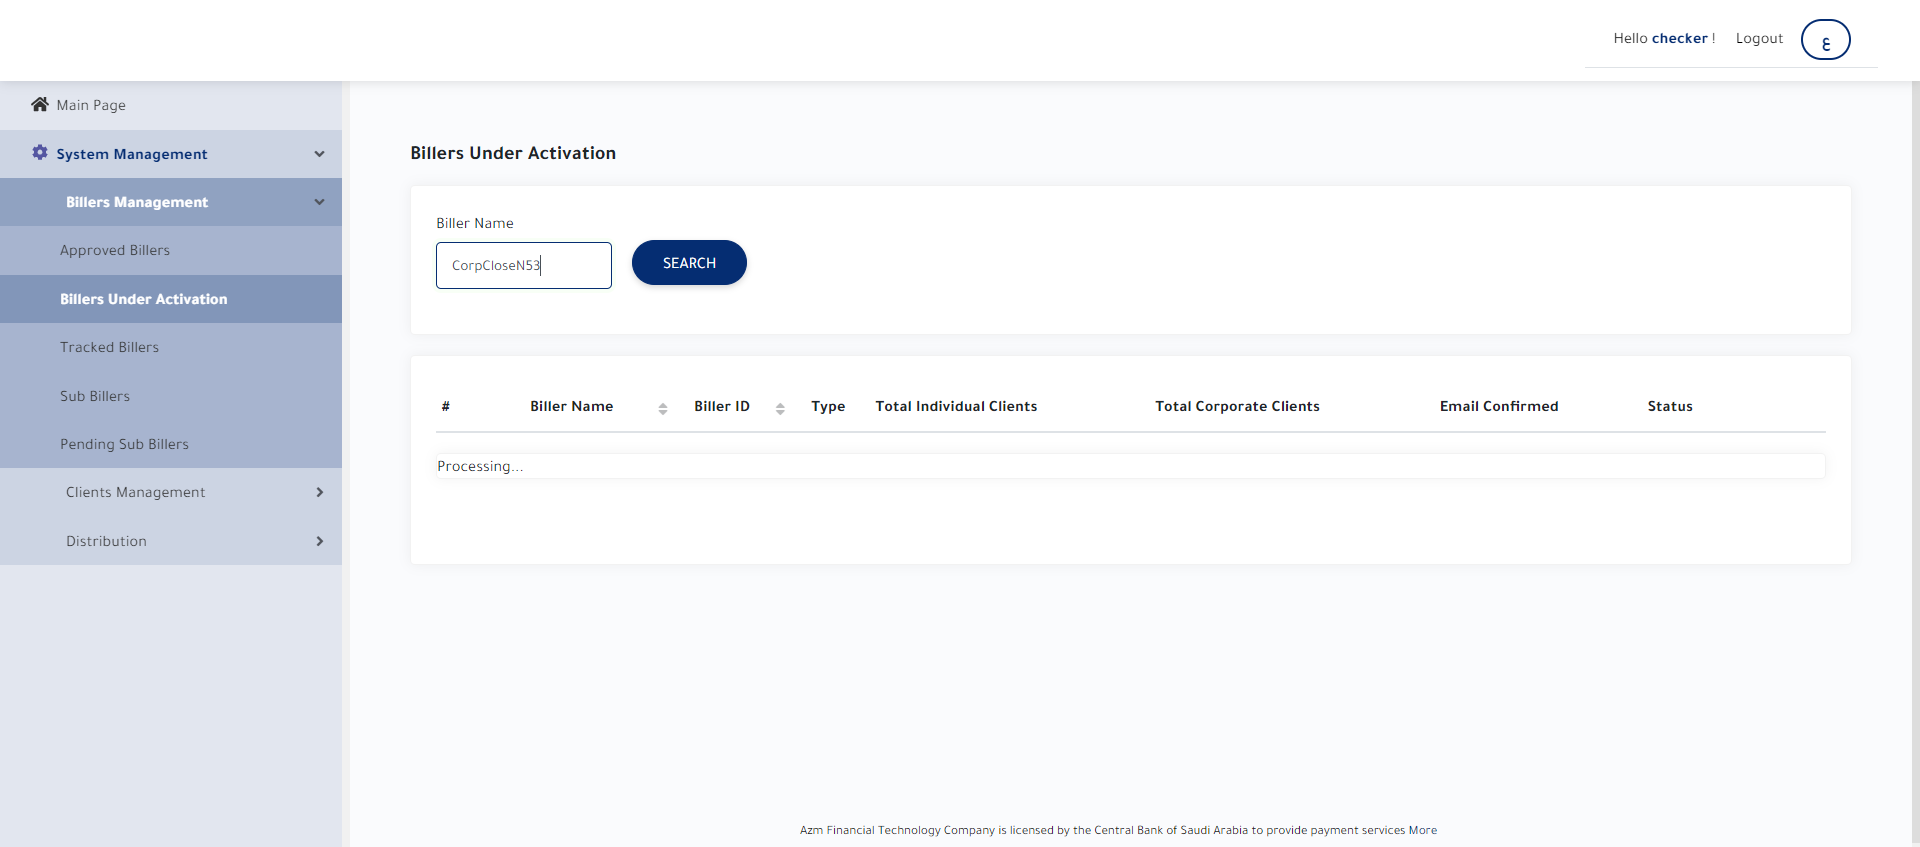 Hello checker ! Logout ع
Main Page
System Management
Billers Management
Approved Billers
Billers Under Activation
Tracked Billers
Sub Billers
Pending Sub Billers
Clients Management
Distribution
Billers Under Activation
Biller Name
CorpCloseN53 SEARCH
# Biller Name Biller ID Type Total Individual Clients Total Corporate Clients Email Confirmed Status
Processing...
Azm Financial Technology Company is licensed by the Central Bank of Saudi Arabia to provide payment services More